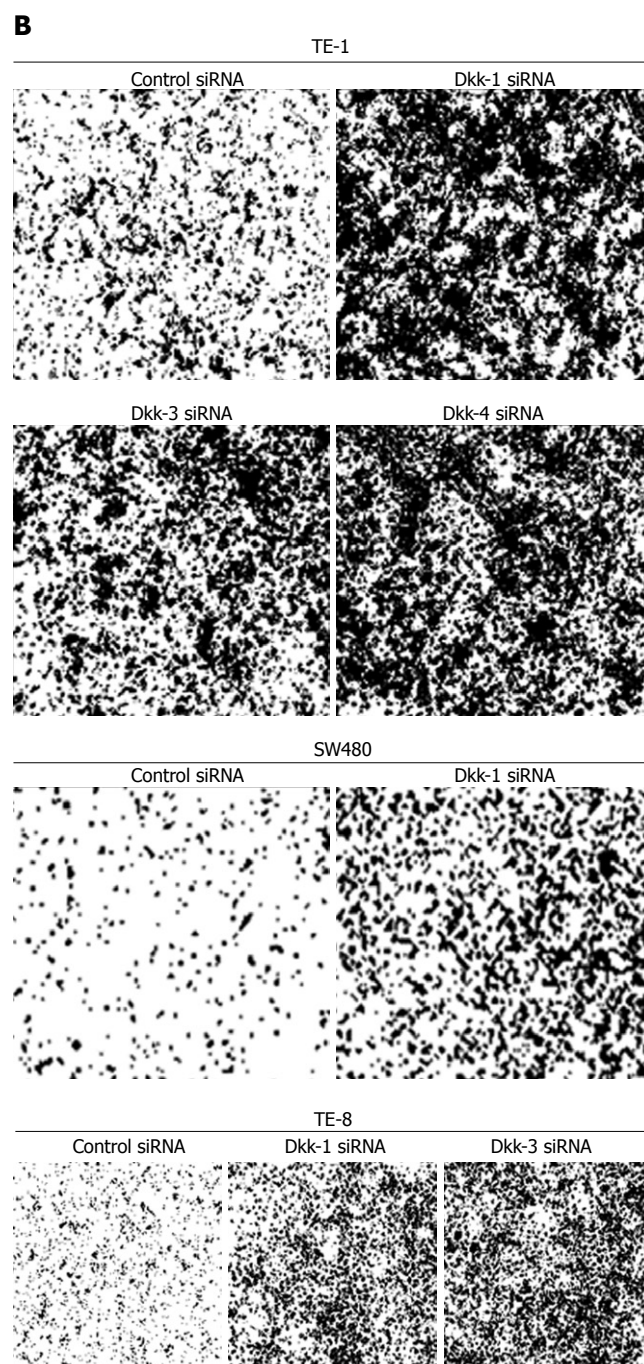 B
TE-1
Control siRNA Dkk-1 siRNA
Dkk-3 siRNA Dkk-4 siRNA
SW480
Control siRNA Dkk-1 siRNA
TE-8
Control siRNA Dkk-1 siRNA Dkk-3 siRNA